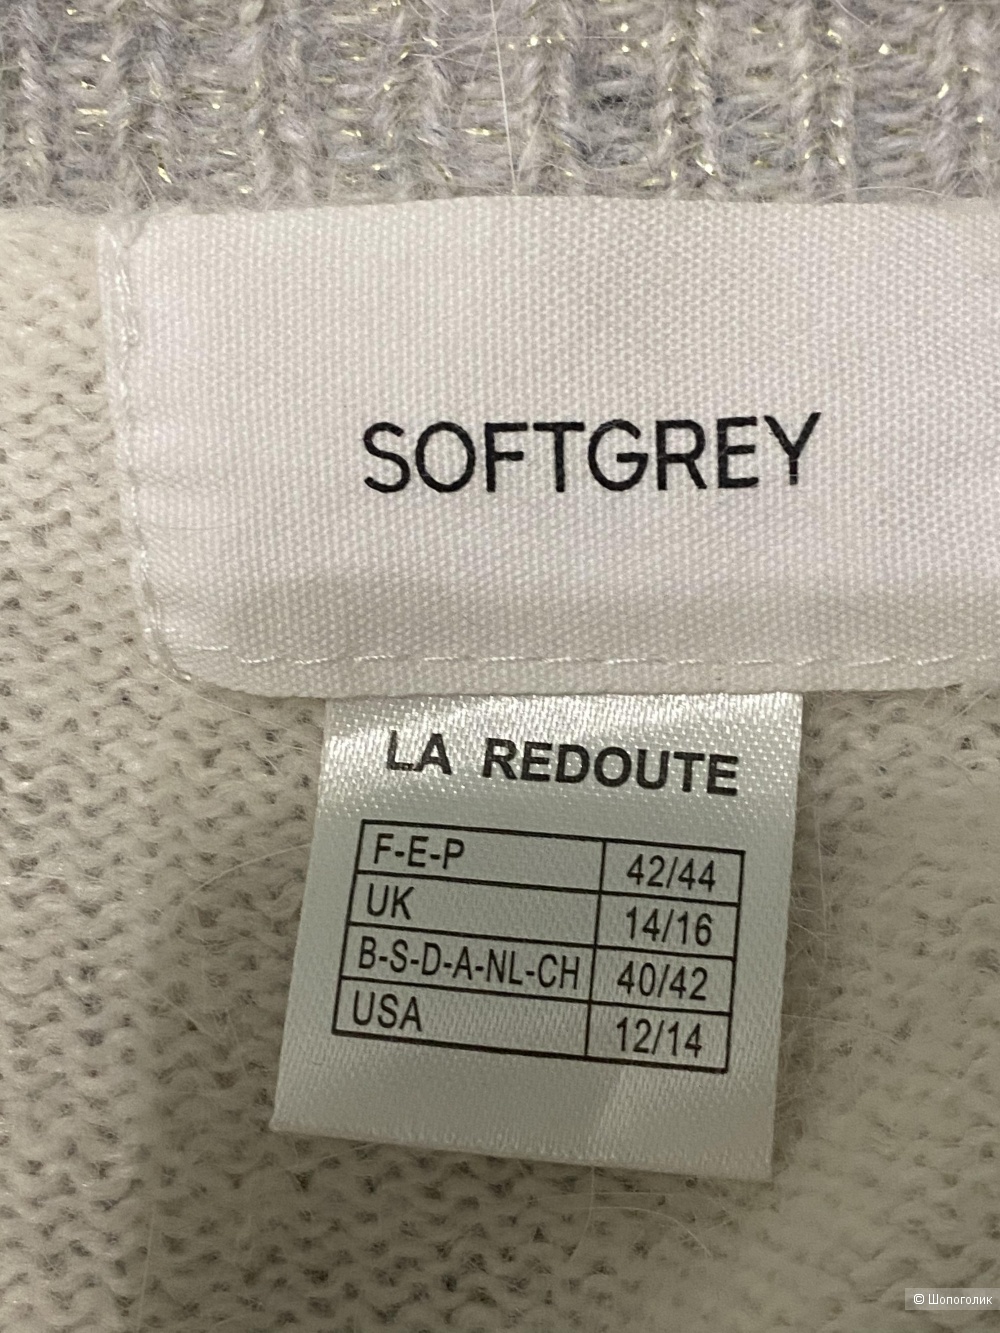 SOFTGREY
LA REDOUTE
F-E-P 42/44
UK 14/16
B-S-D-A-NL-CH 40/42
USA 12/14
© Шопоголик